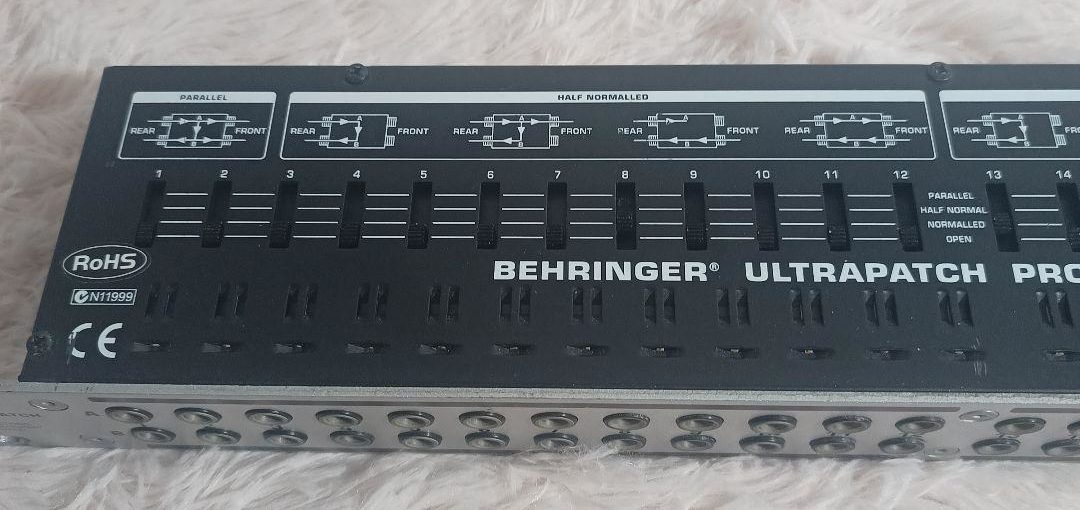 PARALLEL
HALF NORMALLED
REAR A B FRONT
REAR A B FRONT
REAR A B FRONT
REAR A B FRONT
REAR A B FRONT
REAR
1 2 3 4 5 6 7 8 9 10 11 12 13 14
PARALLEL
HALF NORMAL
NORMALLED
OPEN
RoHS
BEHRINGER® ULTRAPATCH PRO
N11999
CE
A